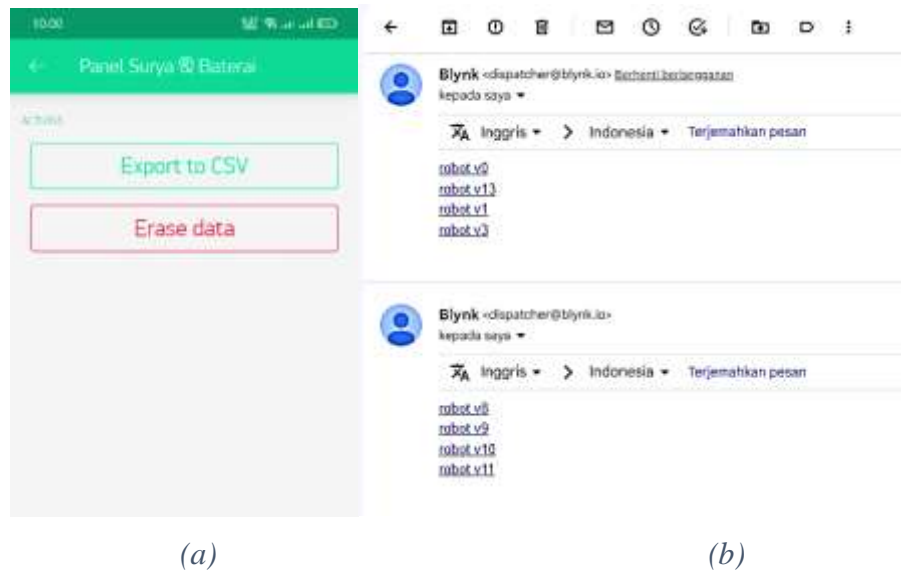 10.00
Panel Surya ® Baterai
Actions
Export to CSV
Erase data
Blynk <dispatcher@blynk.io> Berhenti berlangganan
kepada saya
Inggris > Indonesia Terjemahkan pesan
robot v0
robot v13
robot v1
robot v3
Blynk <dispatcher@blynk.io>
kepada saya
Inggris > Indonesia Terjemahkan pesan
robot v8
robot v9
robot v10
robot v11
(a)
(b)